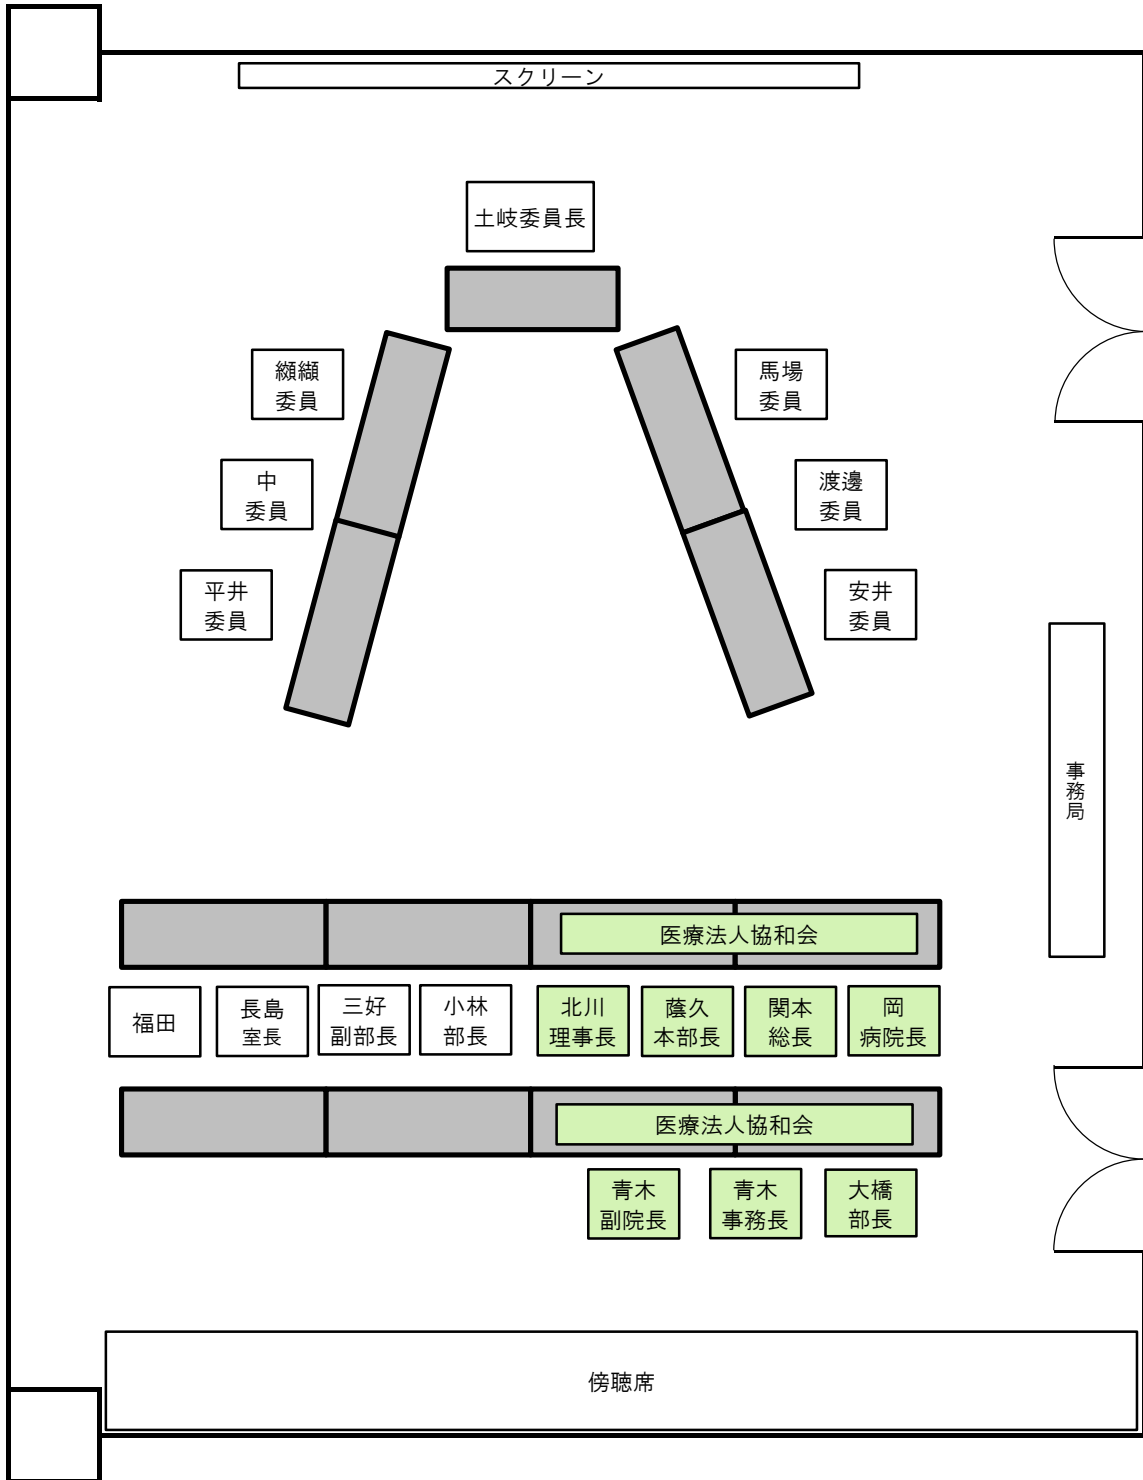 スクリーン
土岐委員長
纐纈
委員
馬場
委員
中
委員
渡邊
委員
平井
委員
安井
委員
事務局
医療法人協和会
福田
長島
室長
三好
副部長
小林
部長
北川
理事長
蔭久
本部長
関本
総長
岡
病院長
医療法人協和会
青木
副院長
青木
事務長
大橋
部長
傍聴席